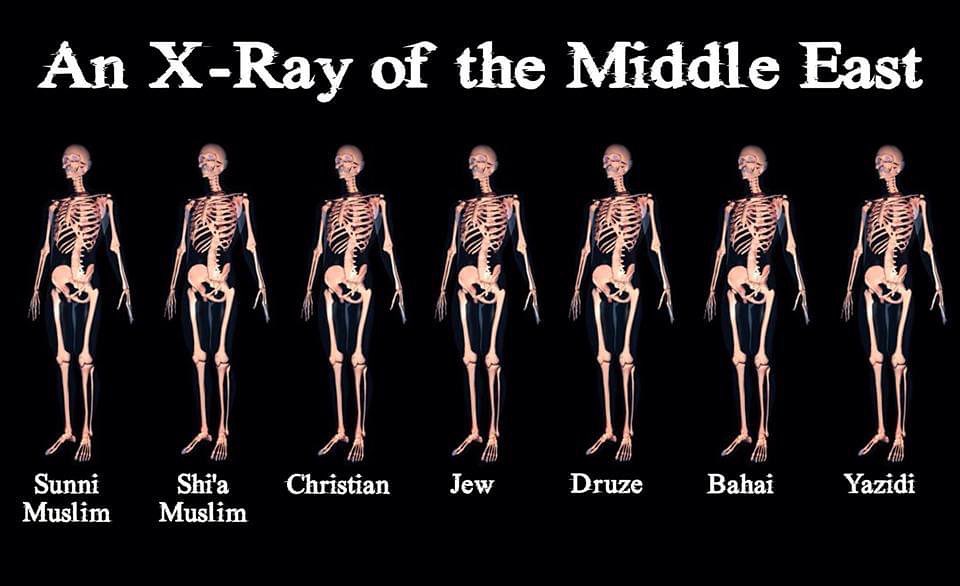 An X-Ray of the Middle East
Sunni Muslim
Shi'a Muslim
Christian
Jew
Druze
Bahai
Yazidi